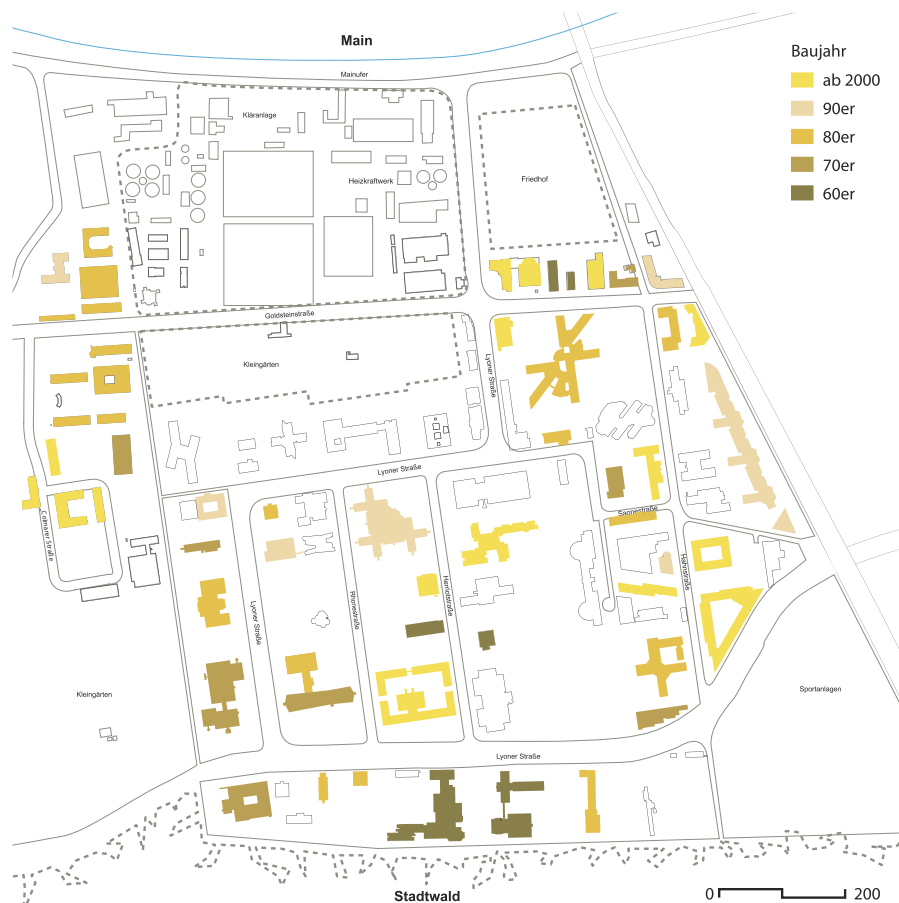 Main
Baujahr
ab 2000
90er
80er
70er
60er
Mainufer
Kläranlage
Heizkraftwerk
Friedhof
Goldsteinstraße
Kleingärten
Lyoner Straße
Lyoner Straße
Colmarer Straße
Saonestraße
Lyoner Straße
Rhonestraße
Herriotstraße
Hahnstraße
Kleingärten
Sportanlagen
Lyoner Straße
Stadtwald
0 200